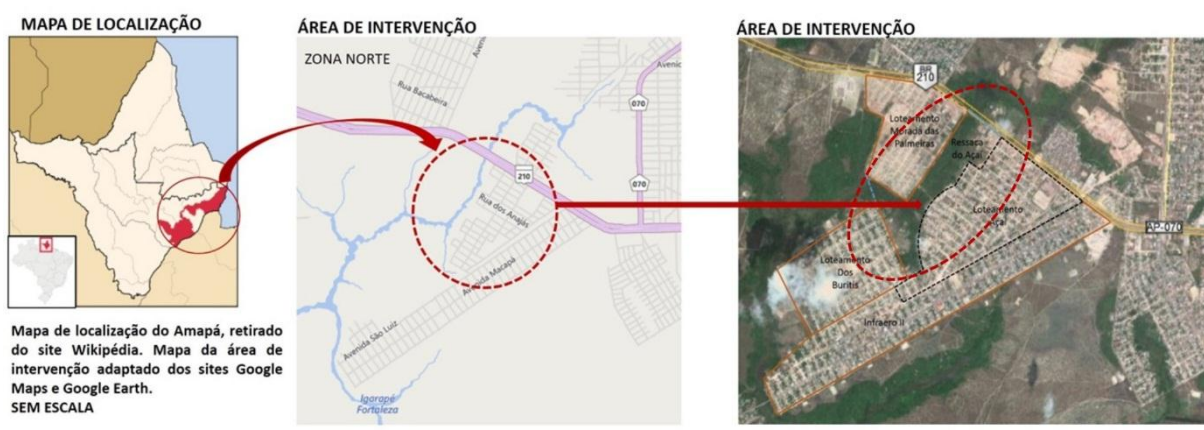 MAPA DE LOCALIZAÇÃO
Mapa de localização do Amapá, retirado
do site Wikipédia. Mapa da área de
intervenção adaptado dos sites Google
Maps e Google Earth.
SEM ESCALA
ÁREA DE INTERVENÇÃO
ZONA NORTE
Rua Bacabeira
070
210
070
Rua dos Anajás
Avenida Macapá
Avenida São Luiz
Igarapé
Fortaleza
ÁREA DE INTERVENÇÃO
BR
210
Loteamento
Morada das
Palmeiras
Ressaca
do Açaí
Loteamento
Loteamento
Dos
Buritis
Infraero II
AP-070